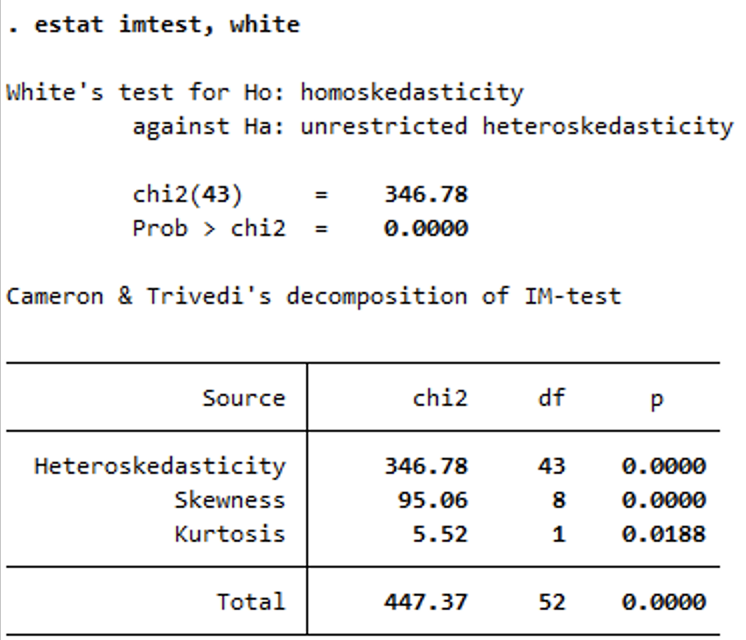 . estat imtest, white
White's test for Ho: homoskedasticity
against Ha: unrestricted heteroskedasticity
chi2(43) = 346.78
Prob > chi2 = 0.0000
Cameron & Trivedi's decomposition of IM-test
Source chi2 df p
Heteroskedasticity 346.78 43 0.0000
Skewness 95.06 8 0.0000
Kurtosis 5.52 1 0.0188
Total 447.37 52 0.0000